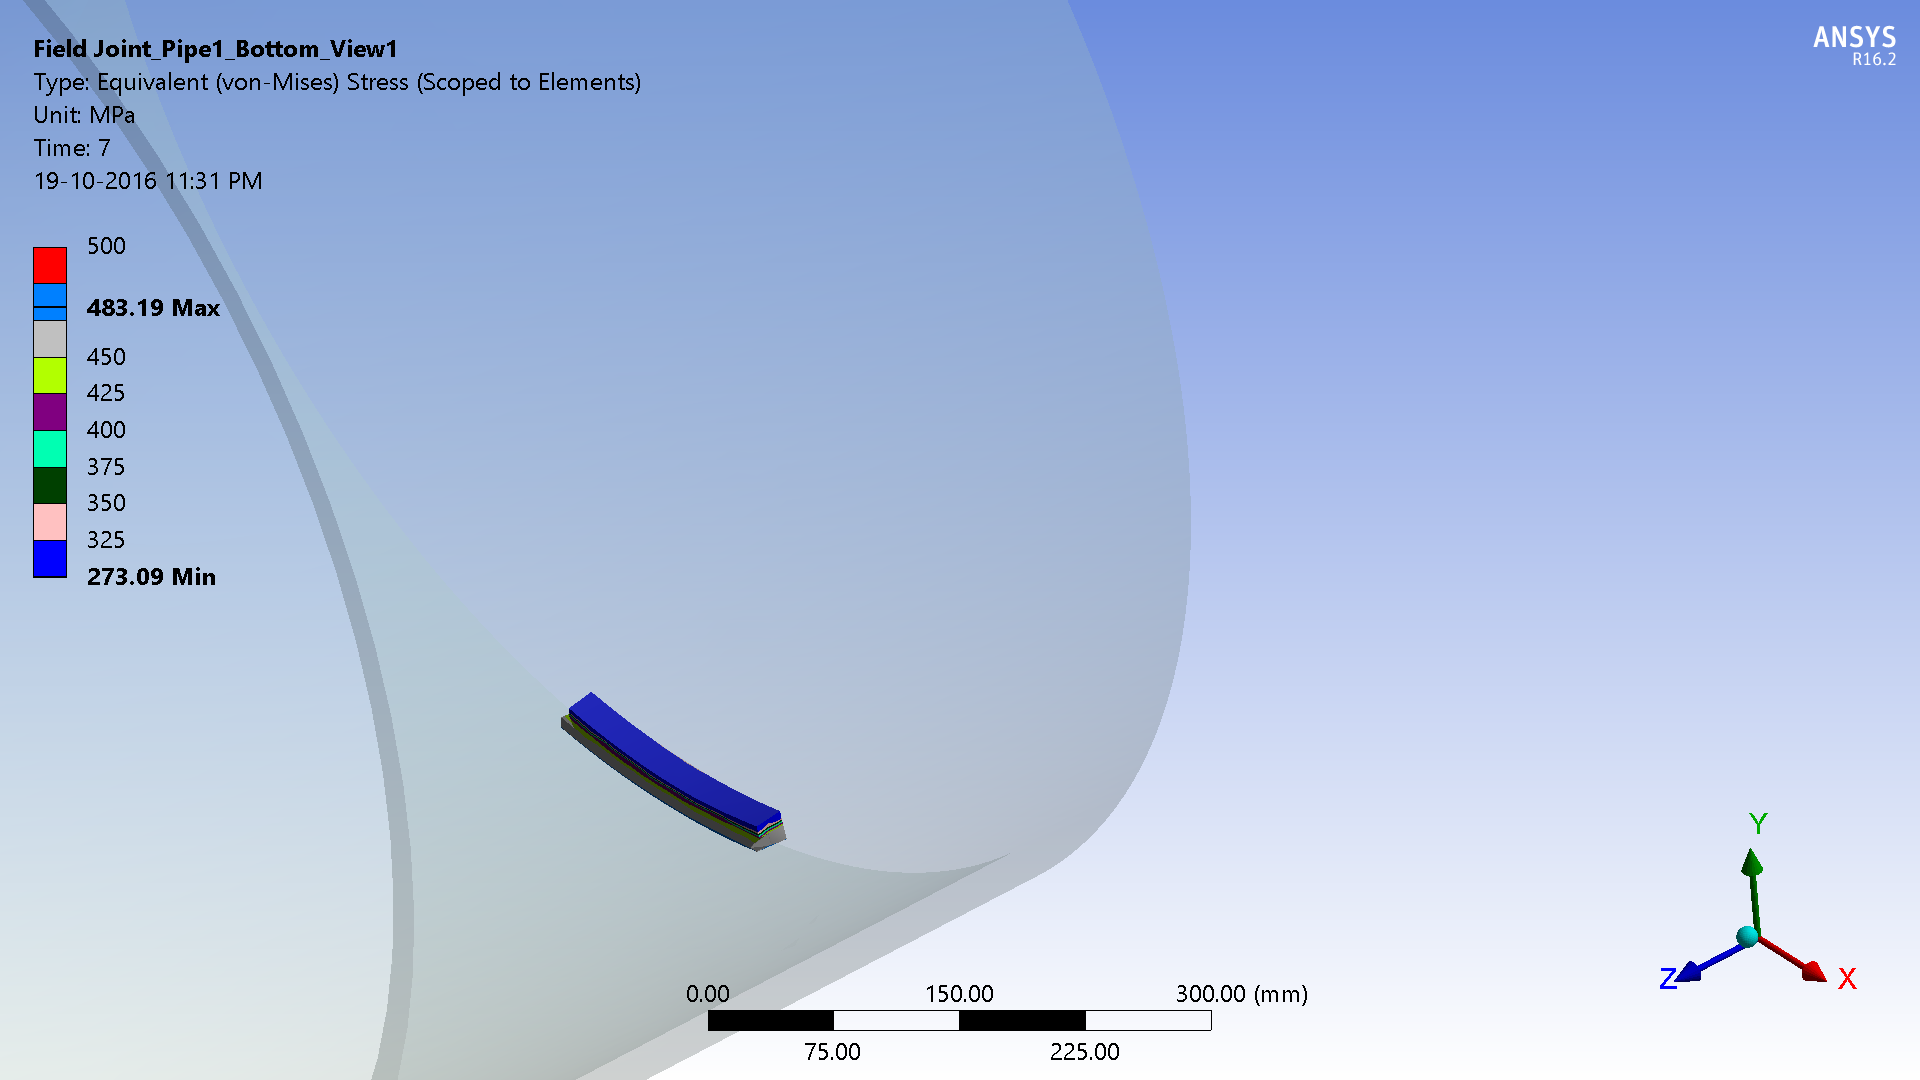 Field Joint_Pipe1_Bottom_View1
Type: Equivalent (von-Mises) Stress (Scoped to Elements)
Unit: MPa
Time: 7
19-10-2016 11:31 PM
ANSYS
R16.2
500
483.19 Max
450
425
400
375
350
325
273.09 Min
0.00 150.00 300.00 (mm)
75.00 225.00
Y
Z
X